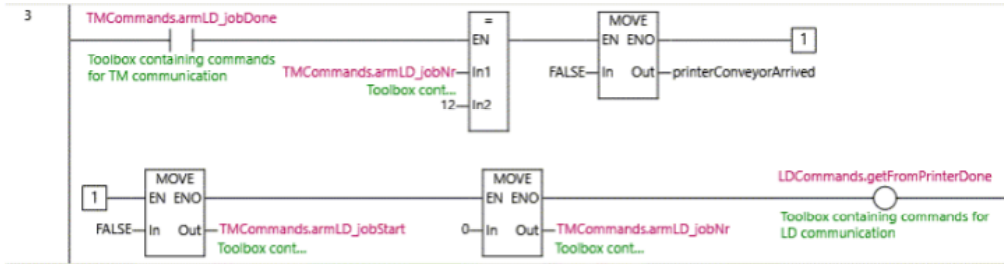 3
TMCommands.armLD_jobDone
= MOVE
EN EN ENO 1
Toolbox containing commands
for TM communication
TMCommands.armLD_jobNr In1 FALSE In Out printerConveyorArrived
Toolbox cont...
12 In2
MOVE MOVE LDCommands.getFromPrinterDone
1 EN ENO EN ENO
Toolbox containing commands for
LD communication
FALSE In Out TMCommands.armLD_jobStart 0 In Out TMCommands.armLD_jobNr
Toolbox cont... Toolbox cont...